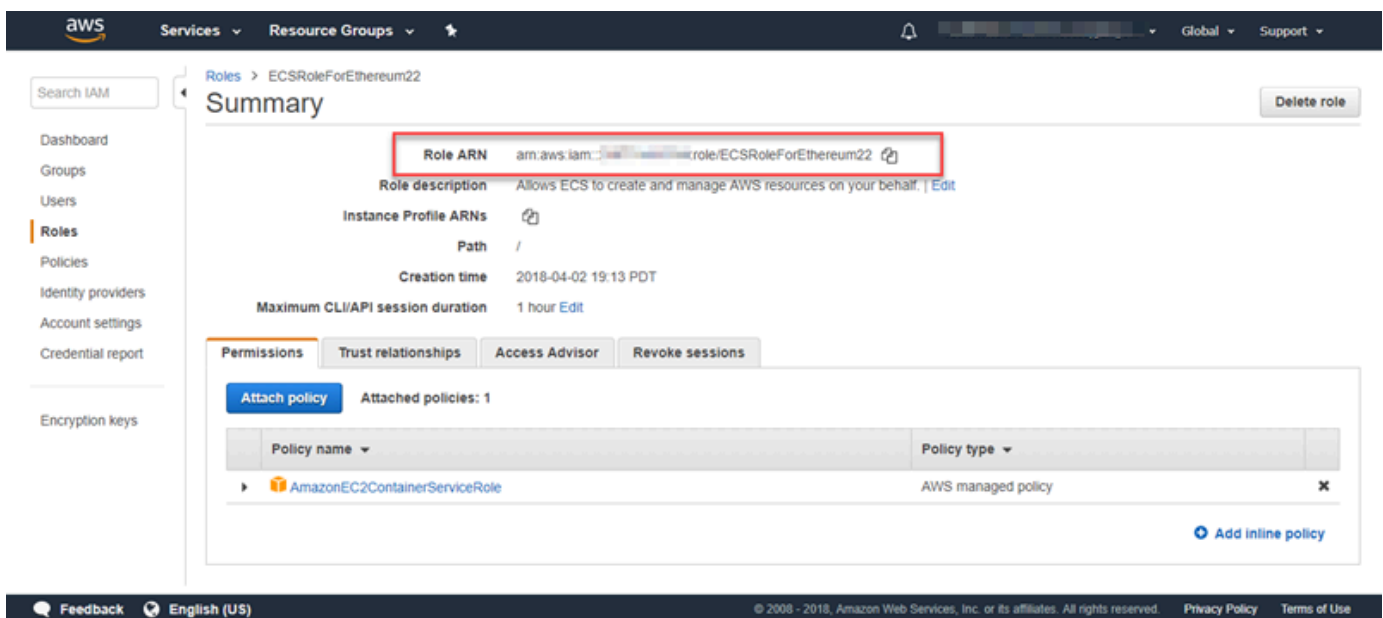 aws Services Resource Groups Global Support
Roles > ECSRoleForEthereum22
Search IAM
Summary
Delete role
Dashboard
Groups
Users
Roles
Policies
Identity providers
Account settings
Credential report
Encryption keys
Role ARN arn:aws:iam:: :role/ECSRoleForEthereum22
Role description Allows ECS to create and manage AWS resources on your behalf. | Edit
Instance Profile ARNs
Path /
Creation time 2018-04-02 19:13 PDT
Maximum CLI/API session duration 1 hour Edit
Permissions Trust relationships Access Advisor Revoke sessions
Attach policy Attached policies: 1
Policy name Policy type
AmazonEC2ContainerServiceRole AWS managed policy
Add inline policy
Feedback English (US) © 2008 - 2018, Amazon Web Services, Inc. or its affiliates. All rights reserved. Privacy Policy Terms of Use